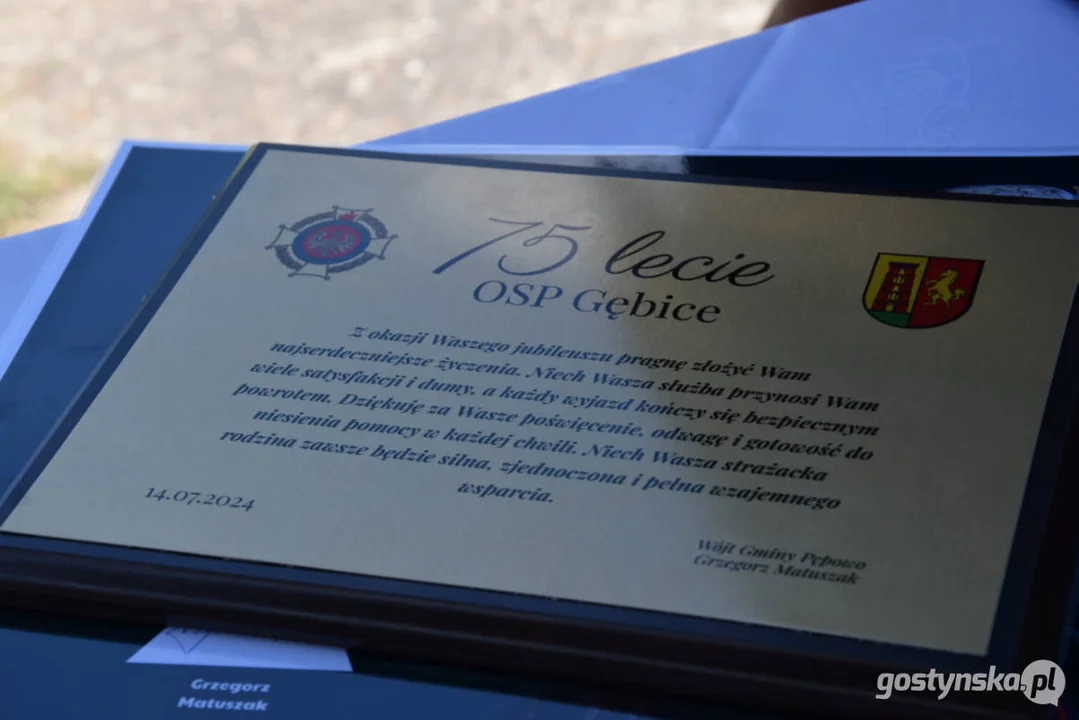 75 lecie
OSP Gębice
Z okazji Waszego jubileuszu pragnę złożyć Wam
najserdeczniejsze życzenia. Niech Wasza służba przynosi Wam
wiele satysfakcji i dumy, a każdy wyjazd kończy się bezpiecznym
powrotem. Dziękuję za Wasze poświęcenie, odwagę i gotowość do
niesienia pomocy w każdej chwili. Niech Wasza strażacka
rodzina zawsze będzie silna, zjednoczona i pełna wzajemnego
wsparcia.
14.07.2024
Wójt Gminy Pępowo
Grzegorz Matuszak
Grzegorz
Matuszak
gostynska.pl